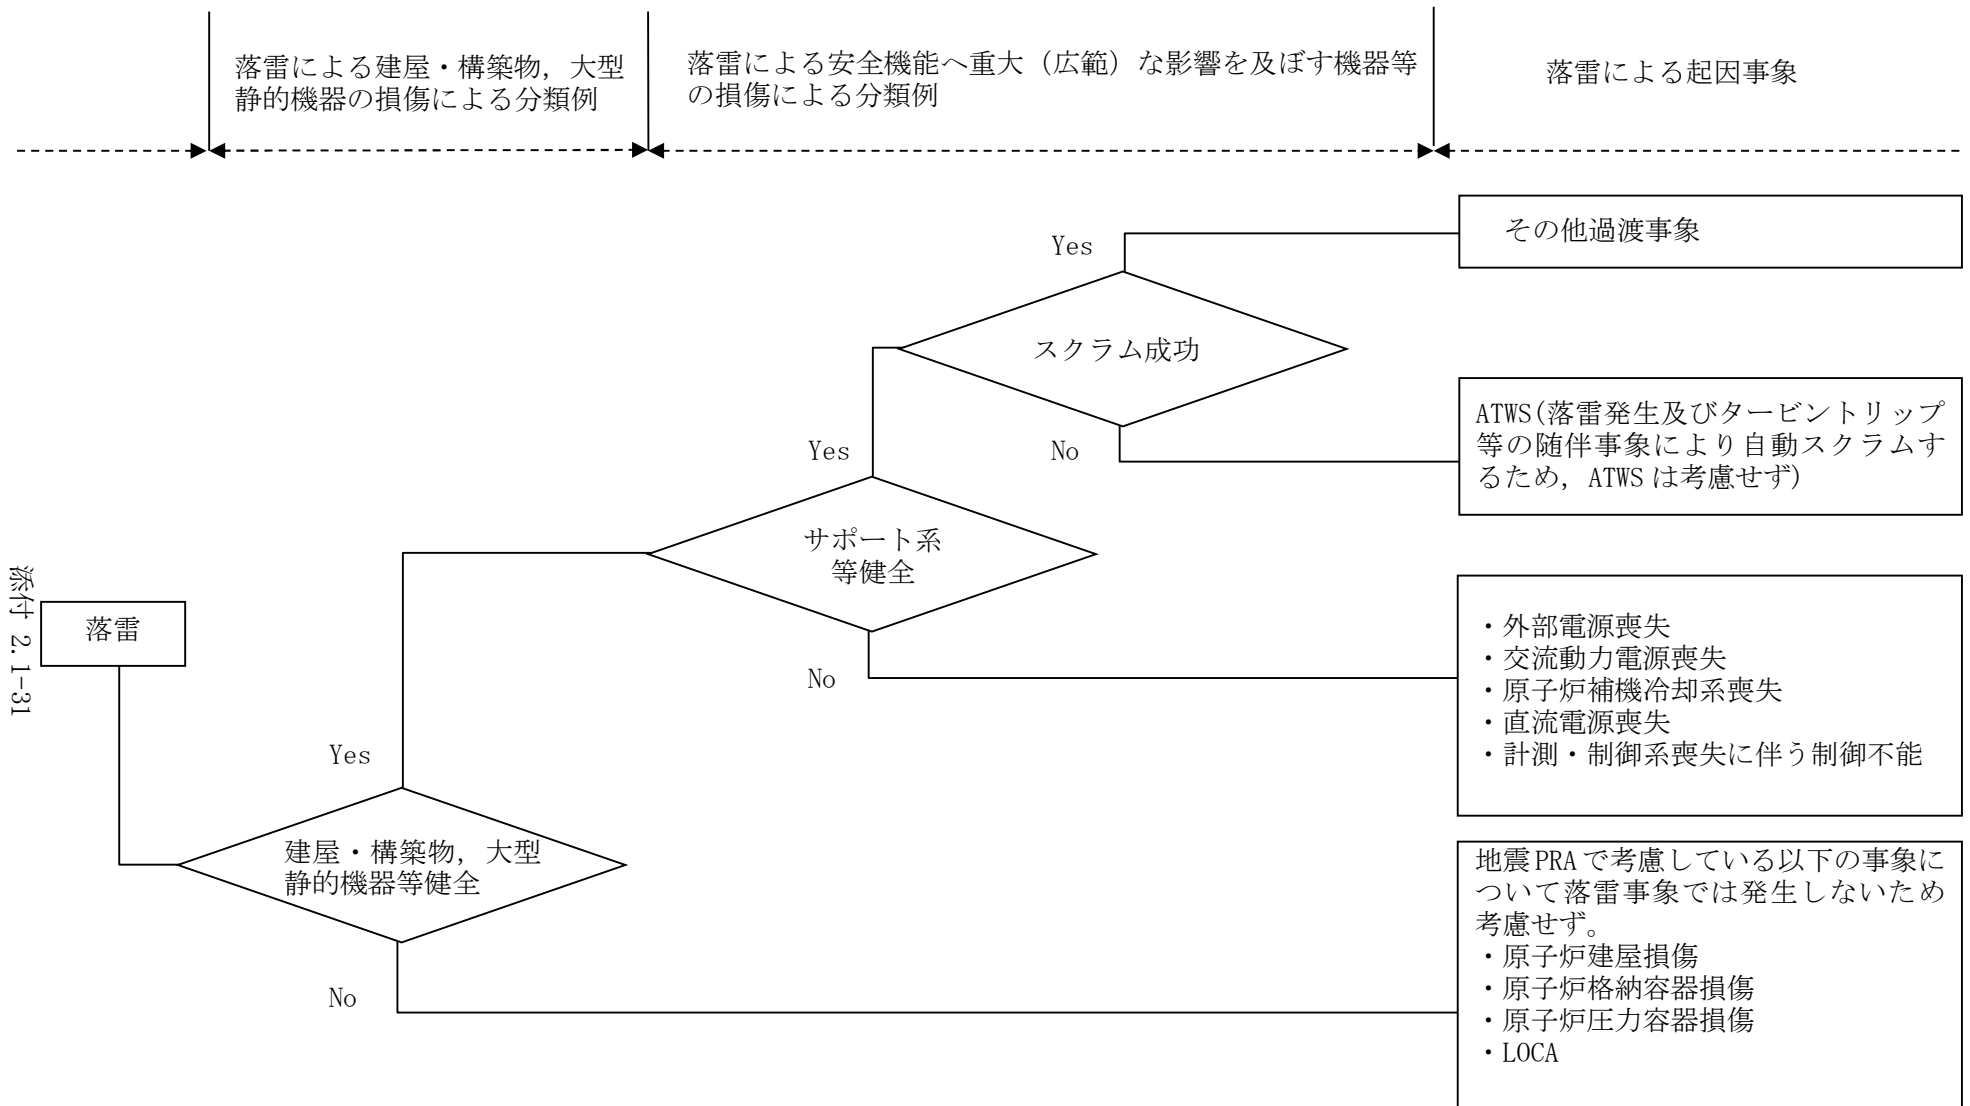 落雷による建屋・構築物，大型
静的機器の損傷による分類例
落雷による安全機能へ重大（広範）な影響を及ぼす機器等
の損傷による分類例
落雷による起因事象
その他過渡事象
Yes
スクラム成功
ATWS(落雷発生及びタービントリップ
等の随伴事象により自動スクラムす
るため，ATWS は考慮せず)
No
Yes
サポート系
等健全
・外部電源喪失
・交流動力電源喪失
・原子炉補機冷却系喪失
・直流電源喪失
・計測・制御系喪失に伴う制御不能
No
落雷
添付 2.1-31
Yes
建屋・構築物，大型
静的機器等健全
No
地震 PRA で考慮している以下の事象に
ついて落雷事象では発生しないため
考慮せず。
・原子炉建屋損傷
・原子炉格納容器損傷
・原子炉圧力容器損傷
・LOCA